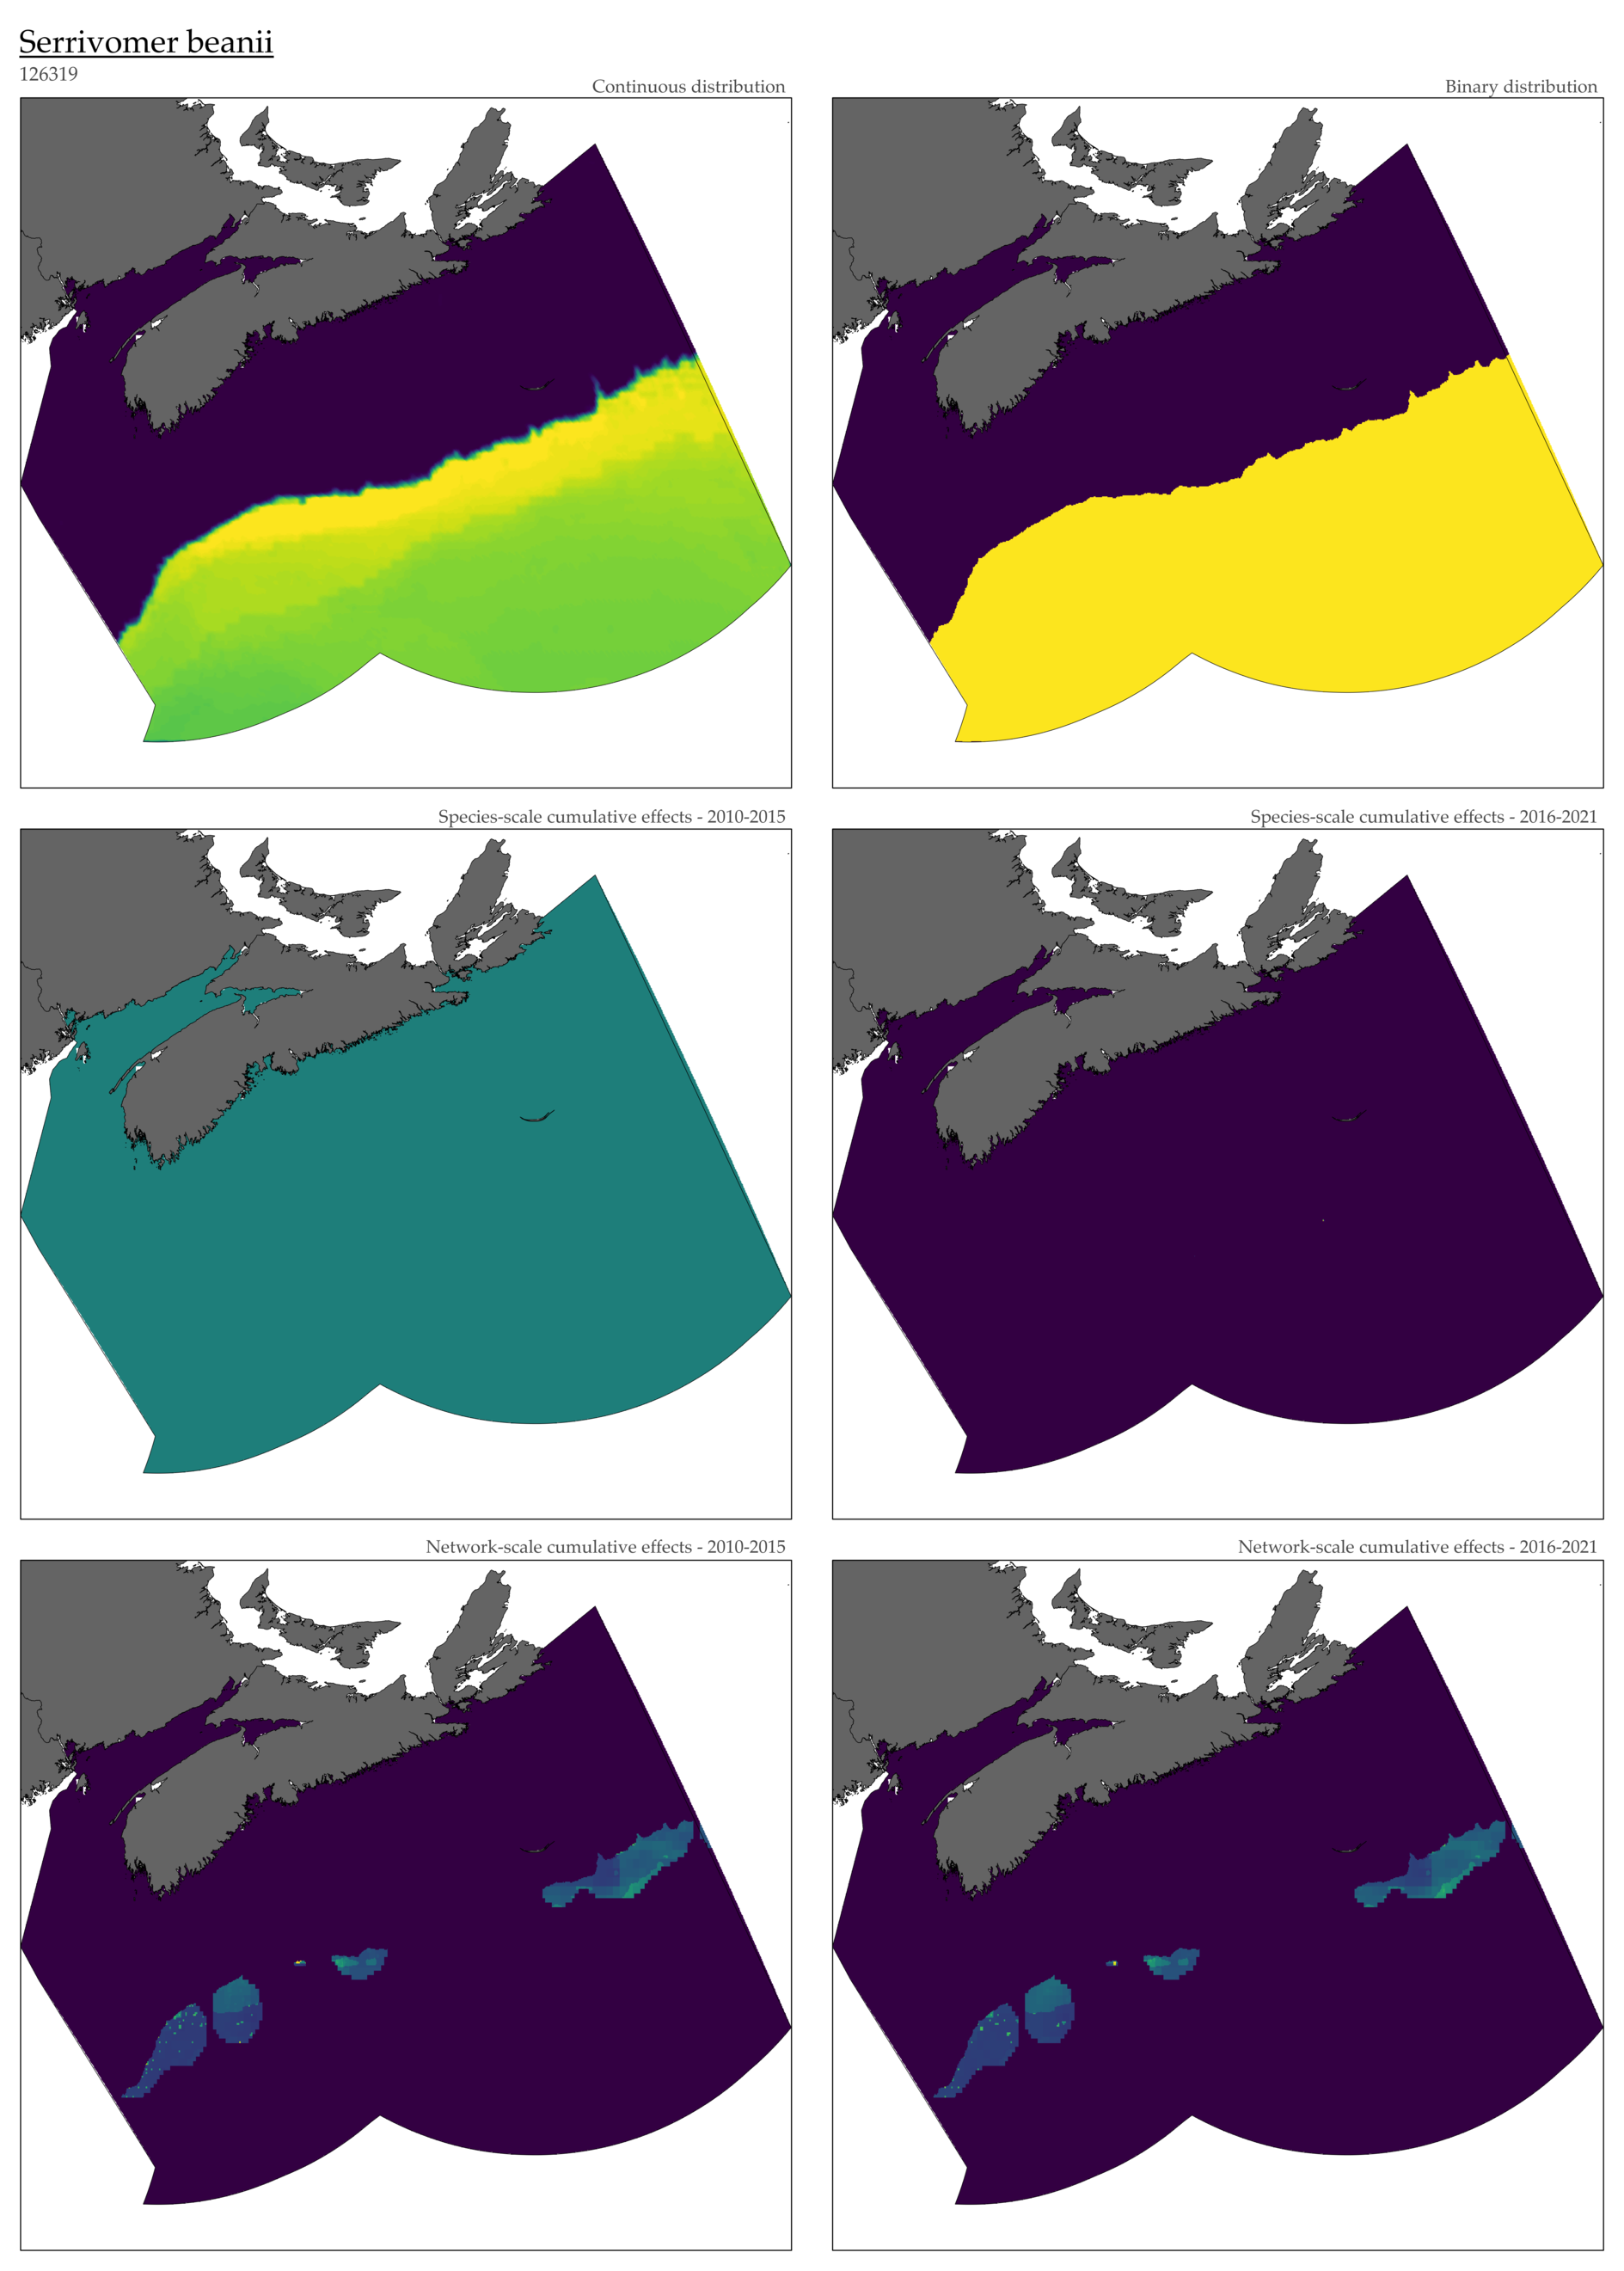 Serrivomer beanii
126319
Continuous distribution
Binary distribution
Species-scale cumulative effects - 2010-2015
Species-scale cumulative effects - 2016-2021
Network-scale cumulative effects - 2010-2015
Network-scale cumulative effects - 2016-2021